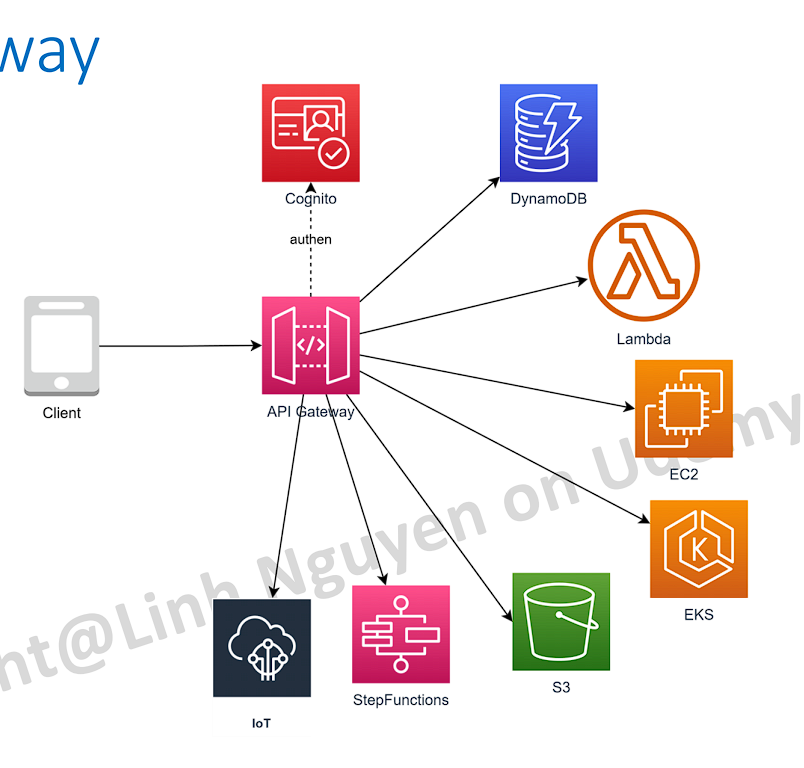 way
Cognito
DynamoDB
authen
Lambda
</>
Client
API Gateway
EC2
K
EKS
IoT
StepFunctions
S3
nt@Linh Nguyen on Udemy